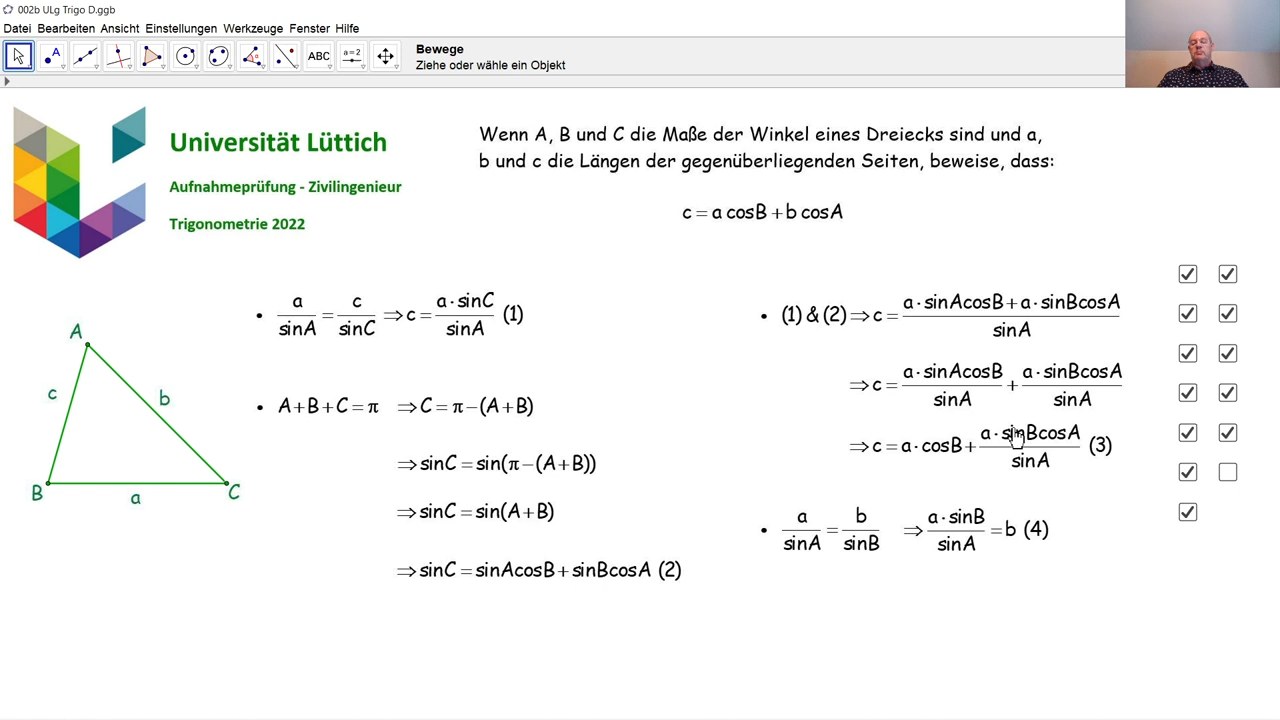 002b ULg Trigo D.ggb
Datei Bearbeiten Ansicht Einstellungen Werkzeuge Fenster Hilfe
A ABC a=2
Bewege
Ziehe oder wähle ein Objekt
Universität Lüttich
Aufnahmeprüfung - Zivilingenieur
Trigonometrie 2022
Wenn A, B und C die Maße der Winkel eines Dreiecks sind und a,
b und c die Längen der gegenüberliegenden Seiten, beweise, dass:
c = a cosB + b cosA
A
c
b
B
a
C
• a/sinA = c/sinC ⇒ c = a·sinC/sinA (1)
• A+B+C = π ⇒ C = π−(A+B)
⇒ sinC = sin(π−(A+B))
⇒ sinC = sin(A+B)
⇒ sinC = sinAcosB + sinBcosA (2)
• (1) & (2) ⇒ c = a·sinAcosB + a·sinBcosA/sinA
⇒ c = a·sinAcosB/sinA + a·sinBcosA/sinA
⇒ c = a·cosB + a·sinBcosA/sinA (3)
• a/sinA = b/sinB ⇒ a·sinB/sinA = b (4)